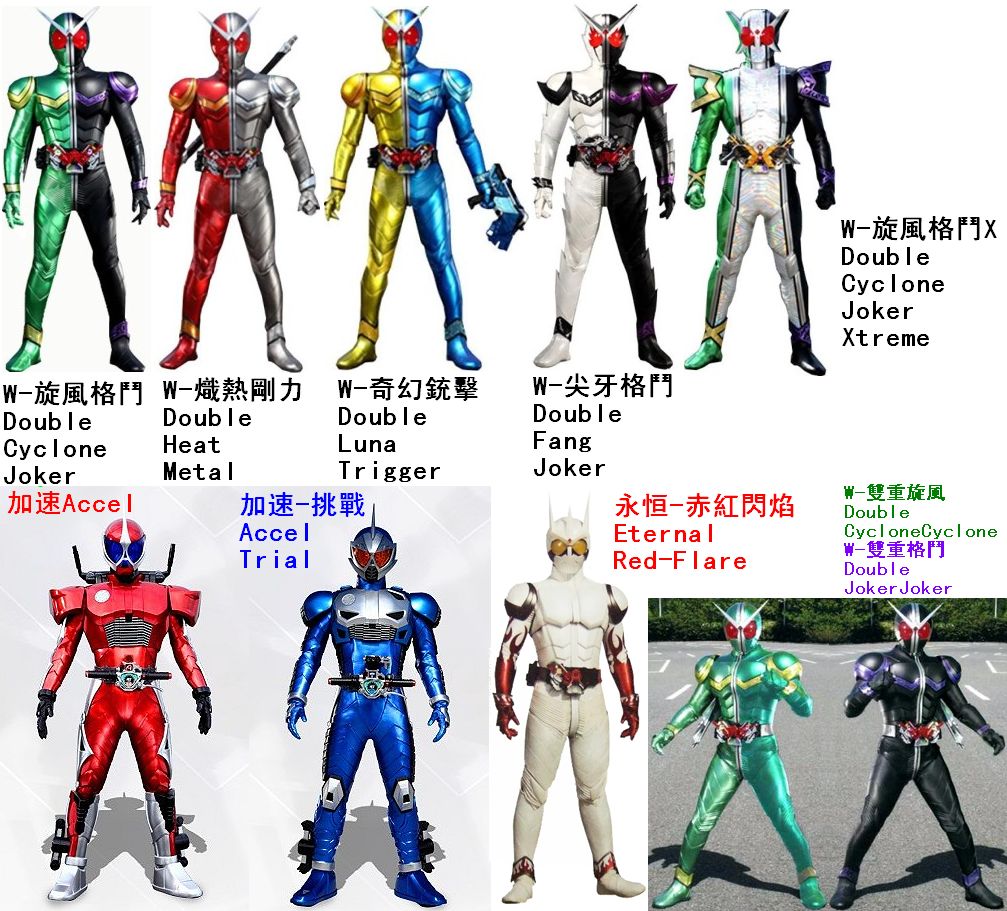 W-旋風格鬥
Double
Cyclone
Joker
W-熾熱剛力
Double
Heat
Metal
W-奇幻銃擊
Double
Luna
Trigger
W-尖牙格鬥
Double
Fang
Joker
W-旋風格鬥X
Double
Cyclone
Joker
Xtreme
加速Accel
加速-挑戰
Accel
Trial
永恒-赤紅閃焰
Eternal
Red-Flare
W-雙重旋風
Double
CycloneCyclone
W-雙重格鬥
Double
JokerJoker